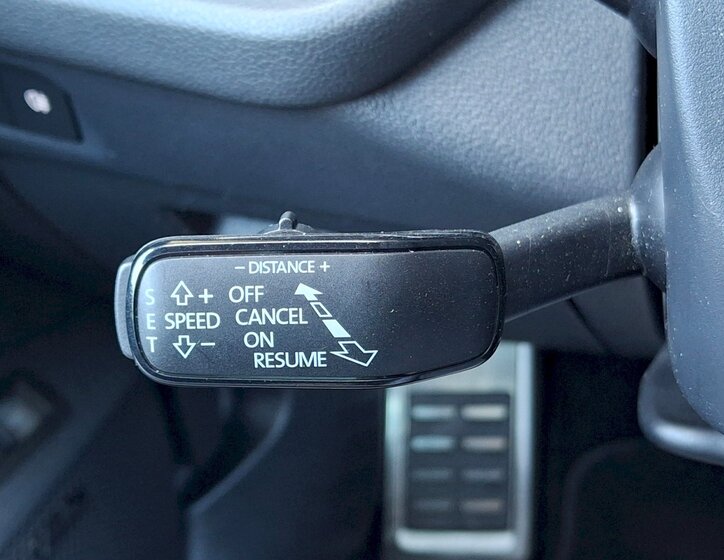 − DISTANCE +
S + OFF
E SPEED CANCEL
T − ON
RESUME